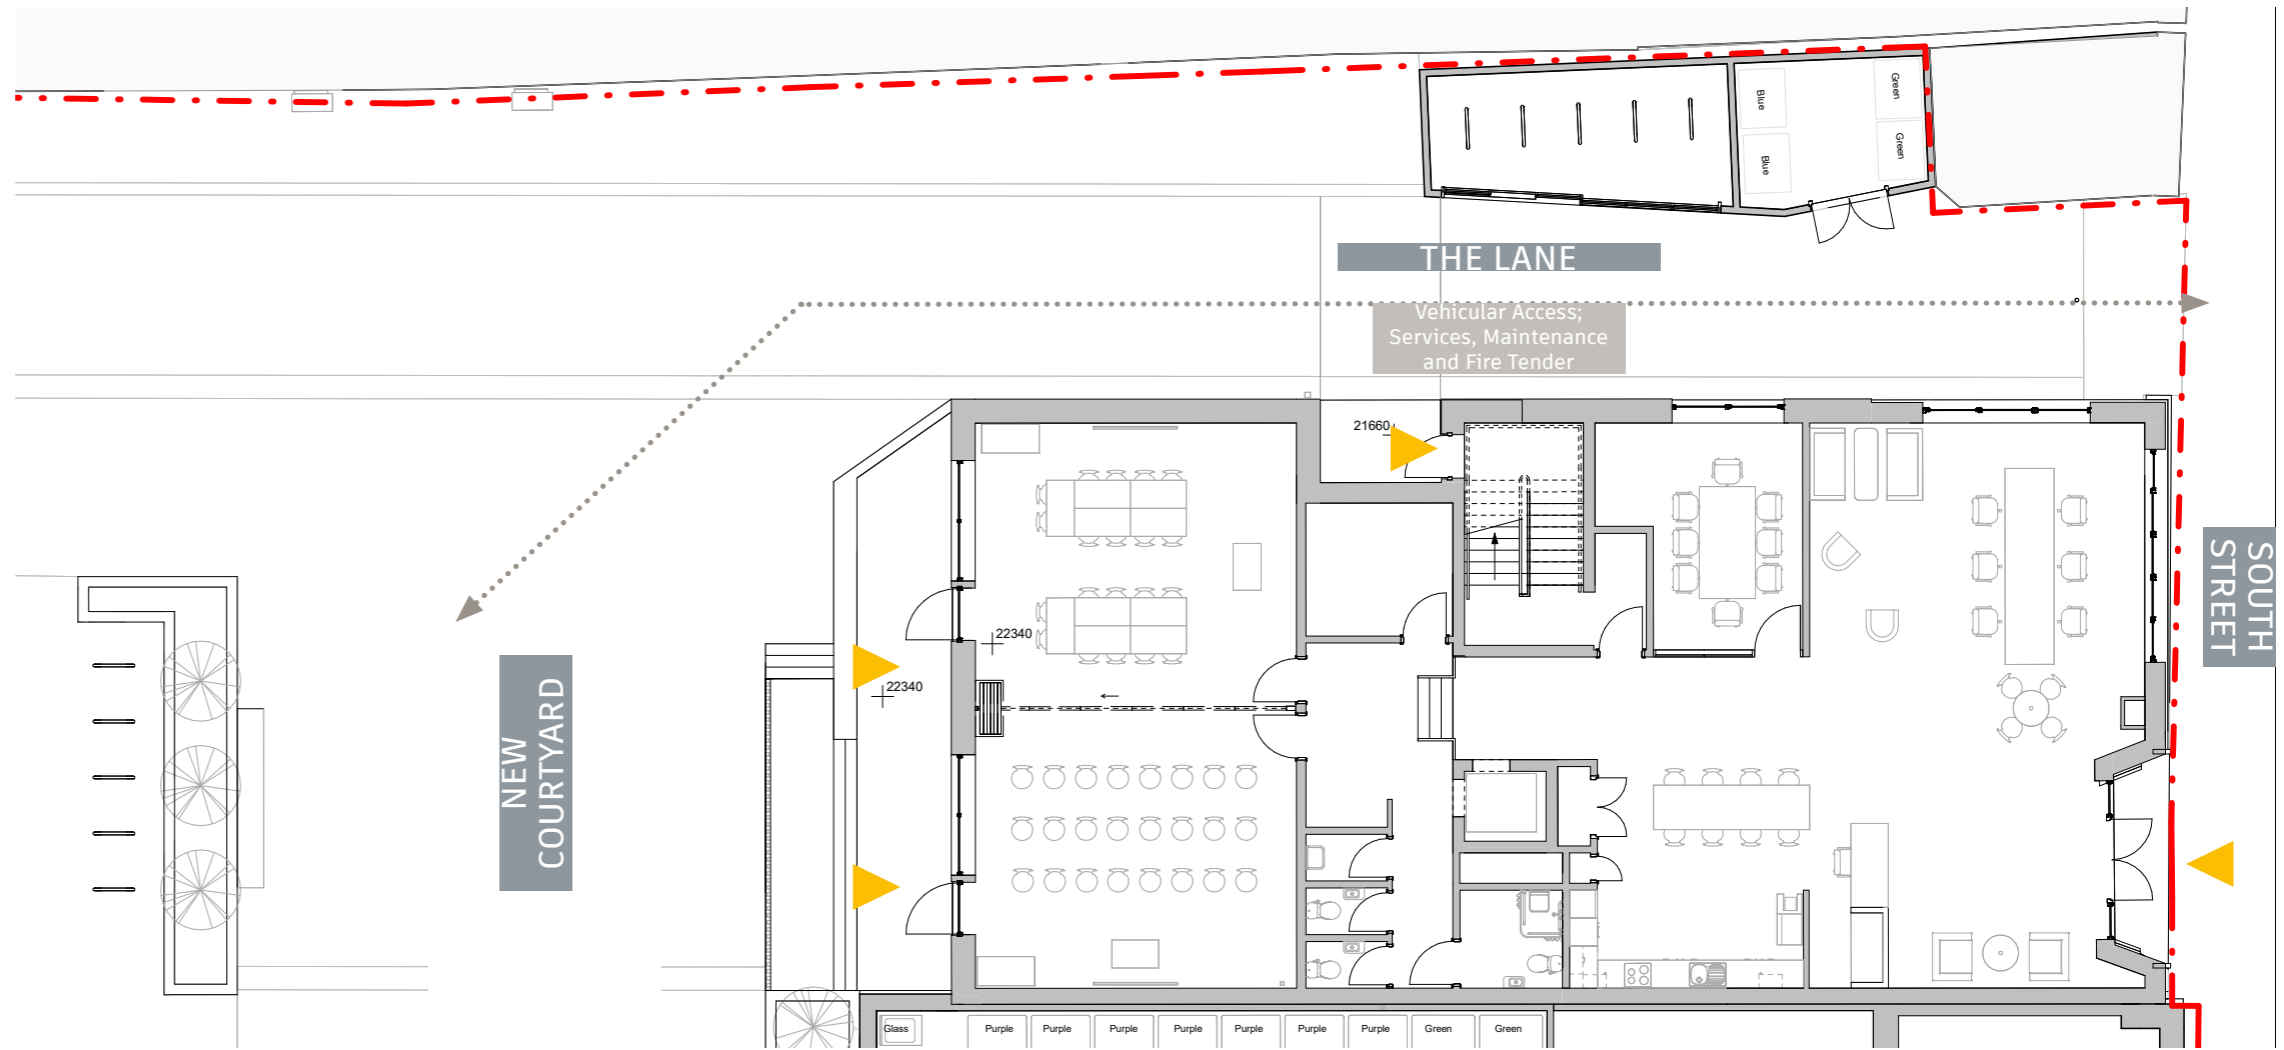 Blue
Green
Blue
Green
THE LANE
Vehicular Access;
Services, Maintenance
and Fire Tender
21660
SOUTH
STREET
22340
22340
NEW
COURTYARD
Glass
Purple
Purple
Purple
Purple
Purple
Purple
Purple
Green
Green